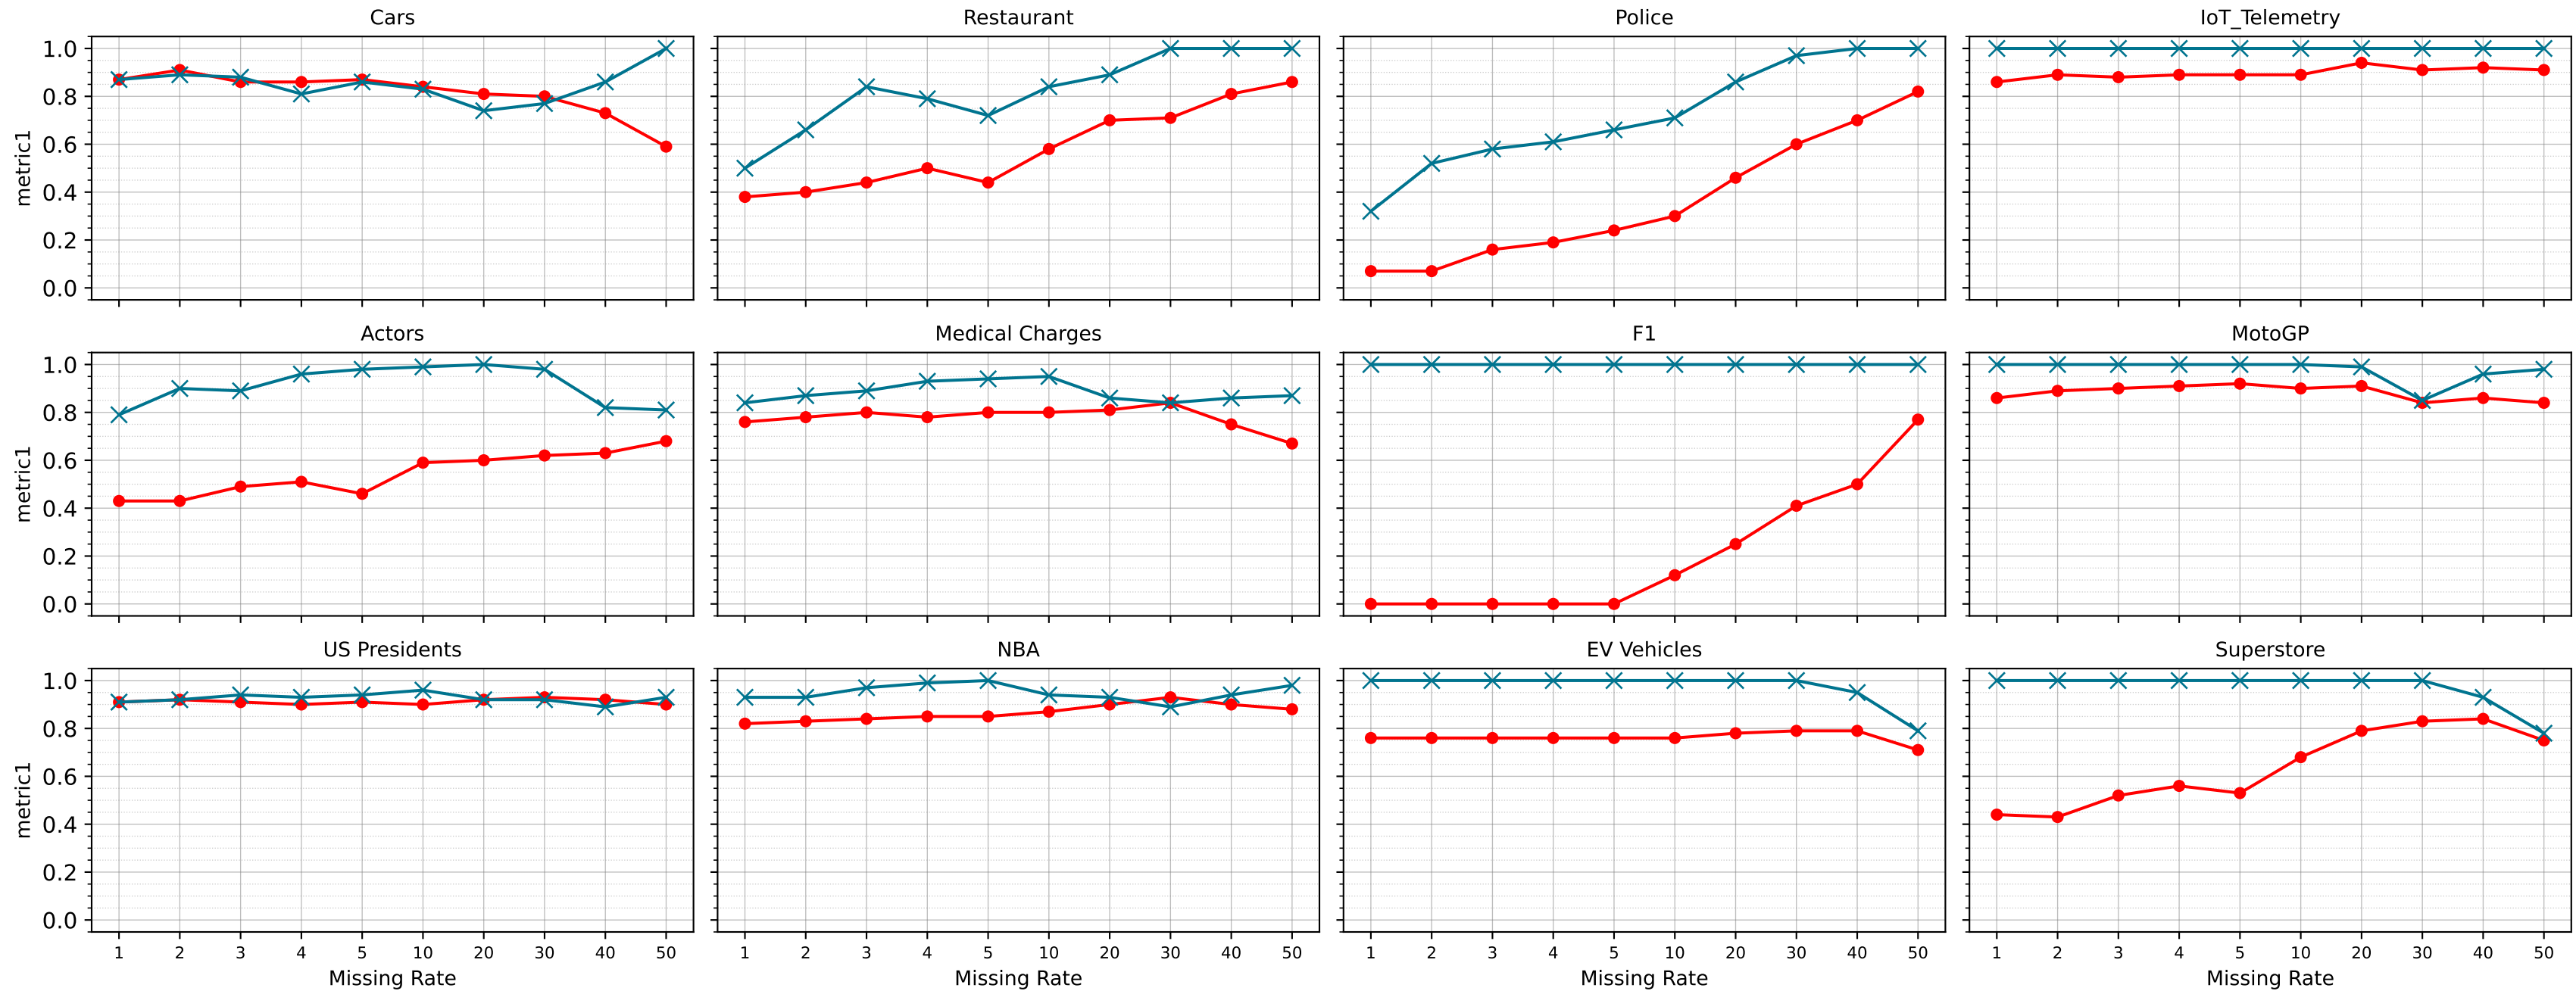 Cars Restaurant Police IoT_Telemetry
1.0
0.8
0.6
0.4
0.2
0.0
metric1
Actors Medical Charges F1 MotoGP
1.0
0.8
0.6
0.4
0.2
0.0
metric1
US Presidents NBA EV Vehicles Superstore
1.0
0.8
0.6
0.4
0.2
0.0
metric1
1 2 3 4 5 10 20 30 40 50 1 2 3 4 5 10 20 30 40 50 1 2 3 4 5 10 20 30 40 50 1 2 3 4 5 10 20 30 40 50
Missing Rate Missing Rate Missing Rate Missing Rate